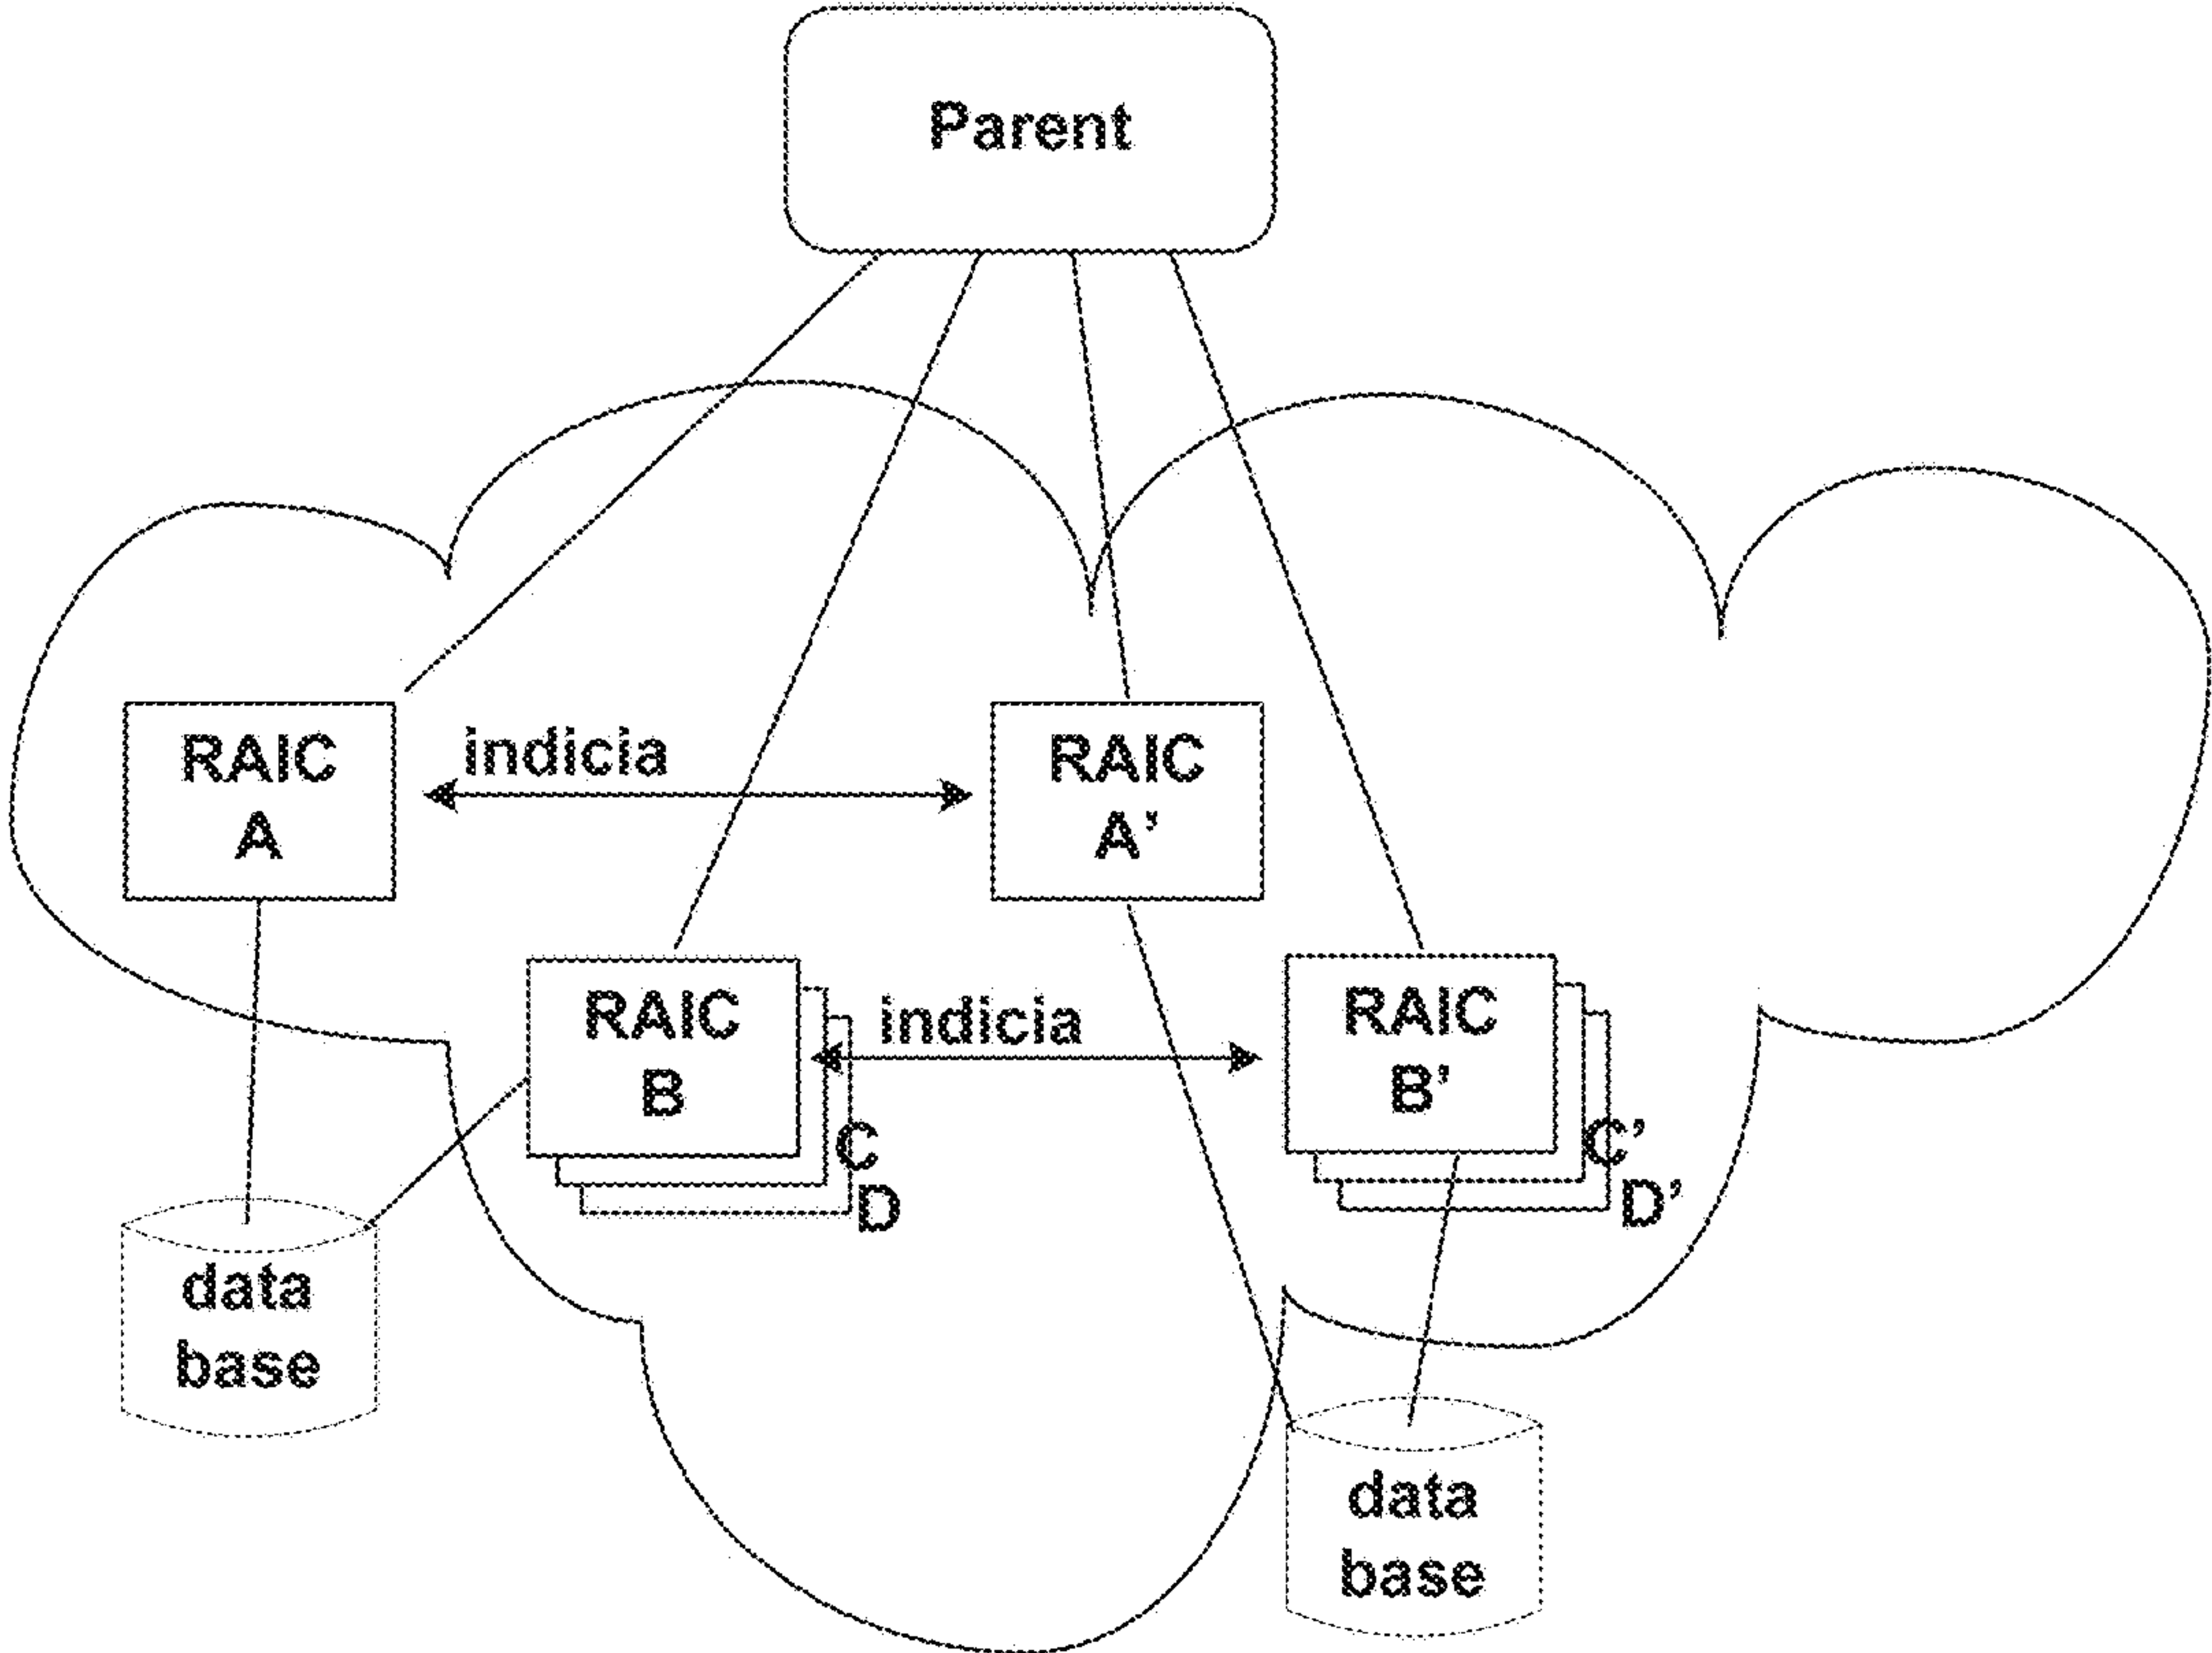 Parent
RAIC
A
indicia
RAIC
A'
RAIC
B
C
D
indicia
RAIC
B'
C'
D'
data
base
data
base